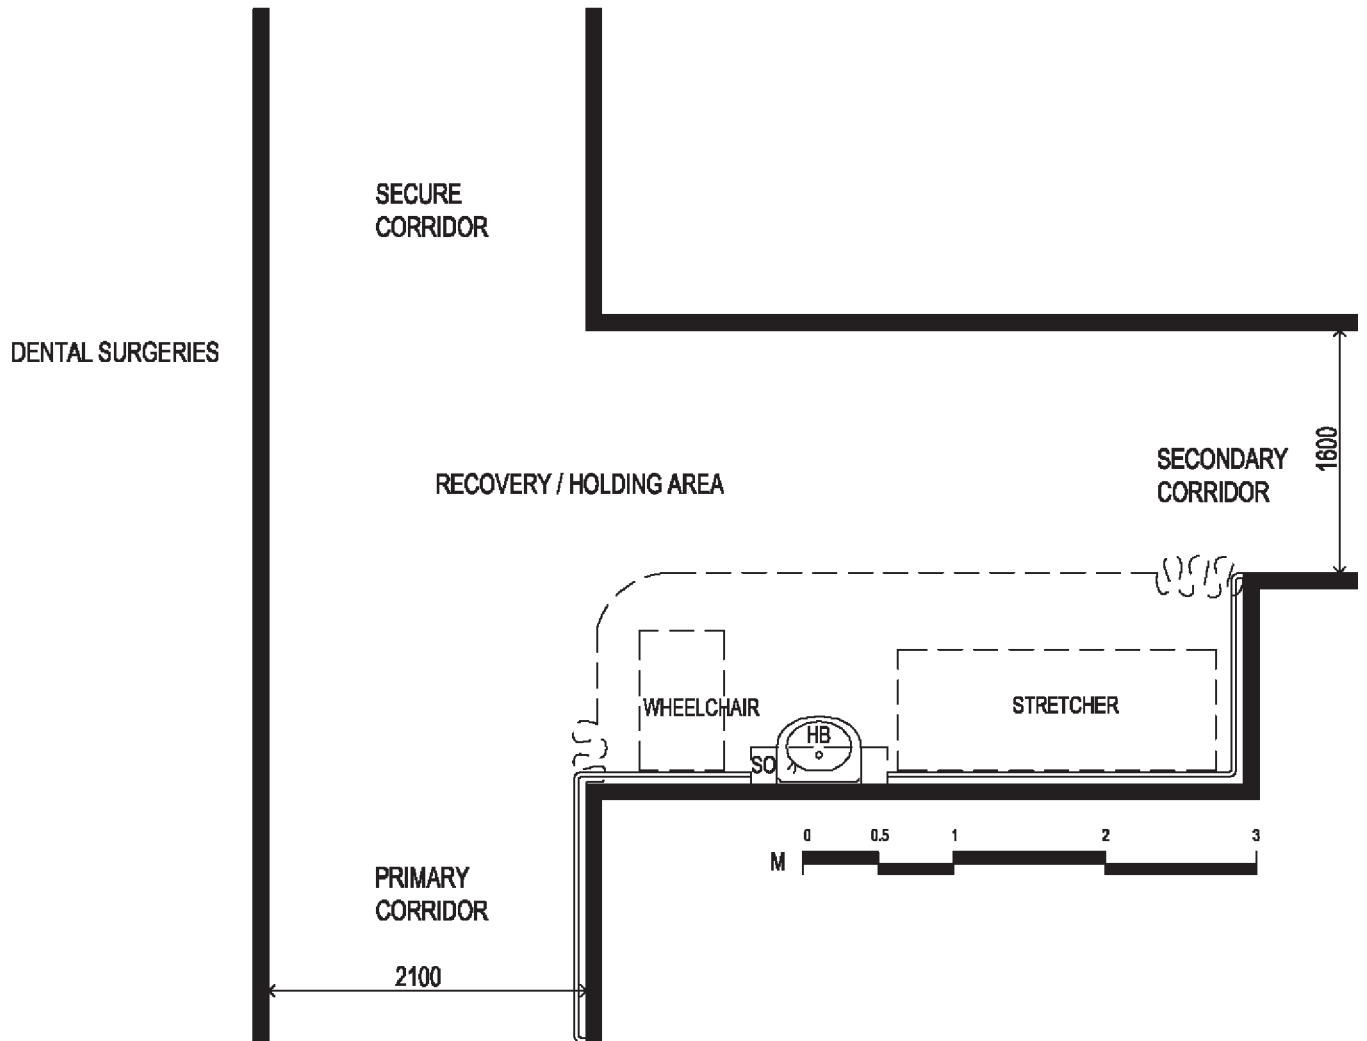 SECURE
CORRIDOR
DENTAL SURGERIES
RECOVERY / HOLDING AREA
SECONDARY
CORRIDOR
1600
WHEELCHAIR
HB
SO
STRETCHER
0 0.5 1 2 3
M
PRIMARY
CORRIDOR
2100